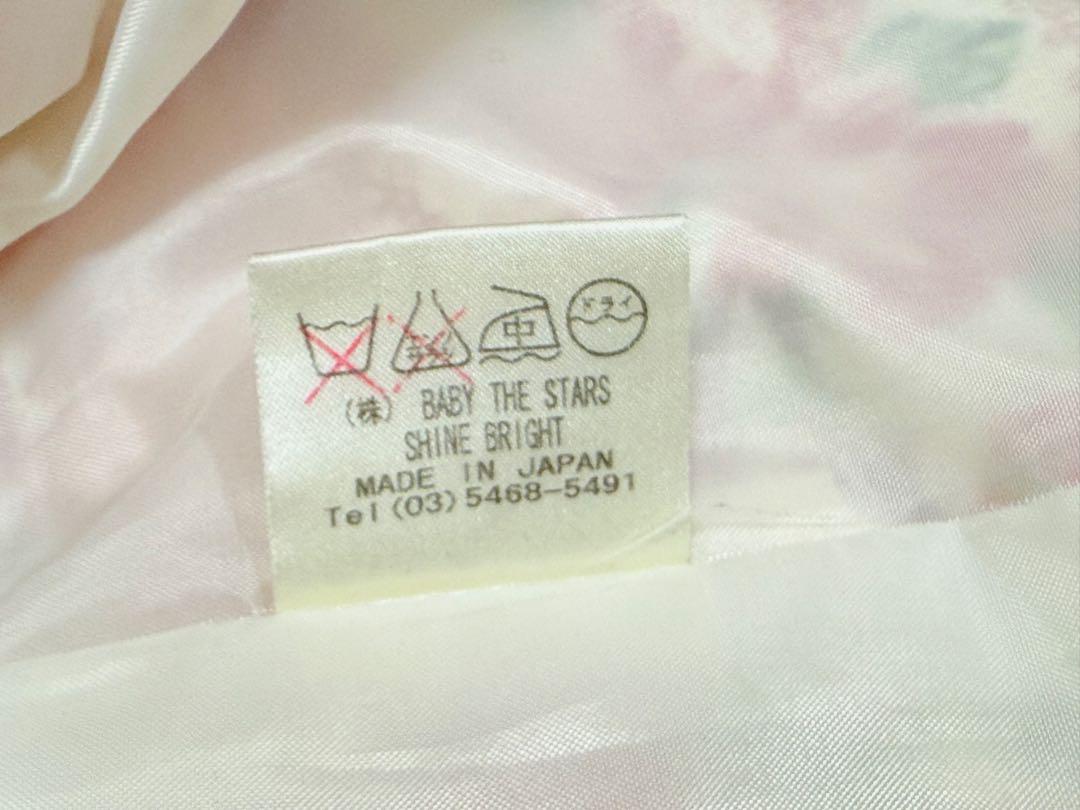 中 ドライ
(株) BABY THE STARS
SHINE BRIGHT
MADE IN JAPAN
Tel (03) 5468-5491